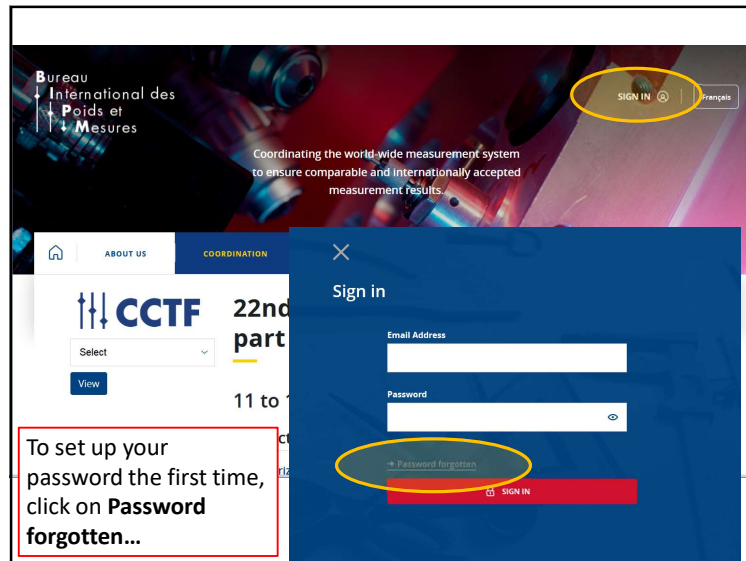 Bureau
International des
Poids et
Mesures
SIGN IN
Français
Coordinating the world-wide measurement system
to ensure comparable and internationally accepted
measurement results.
ABOUT US
COORDINATION
CCTF
Select
View
22nd
part
11 to
Sign in
Email Address
Password
→ Password forgotten
SIGN IN
To set up your
password the first time,
click on Password
forgotten...